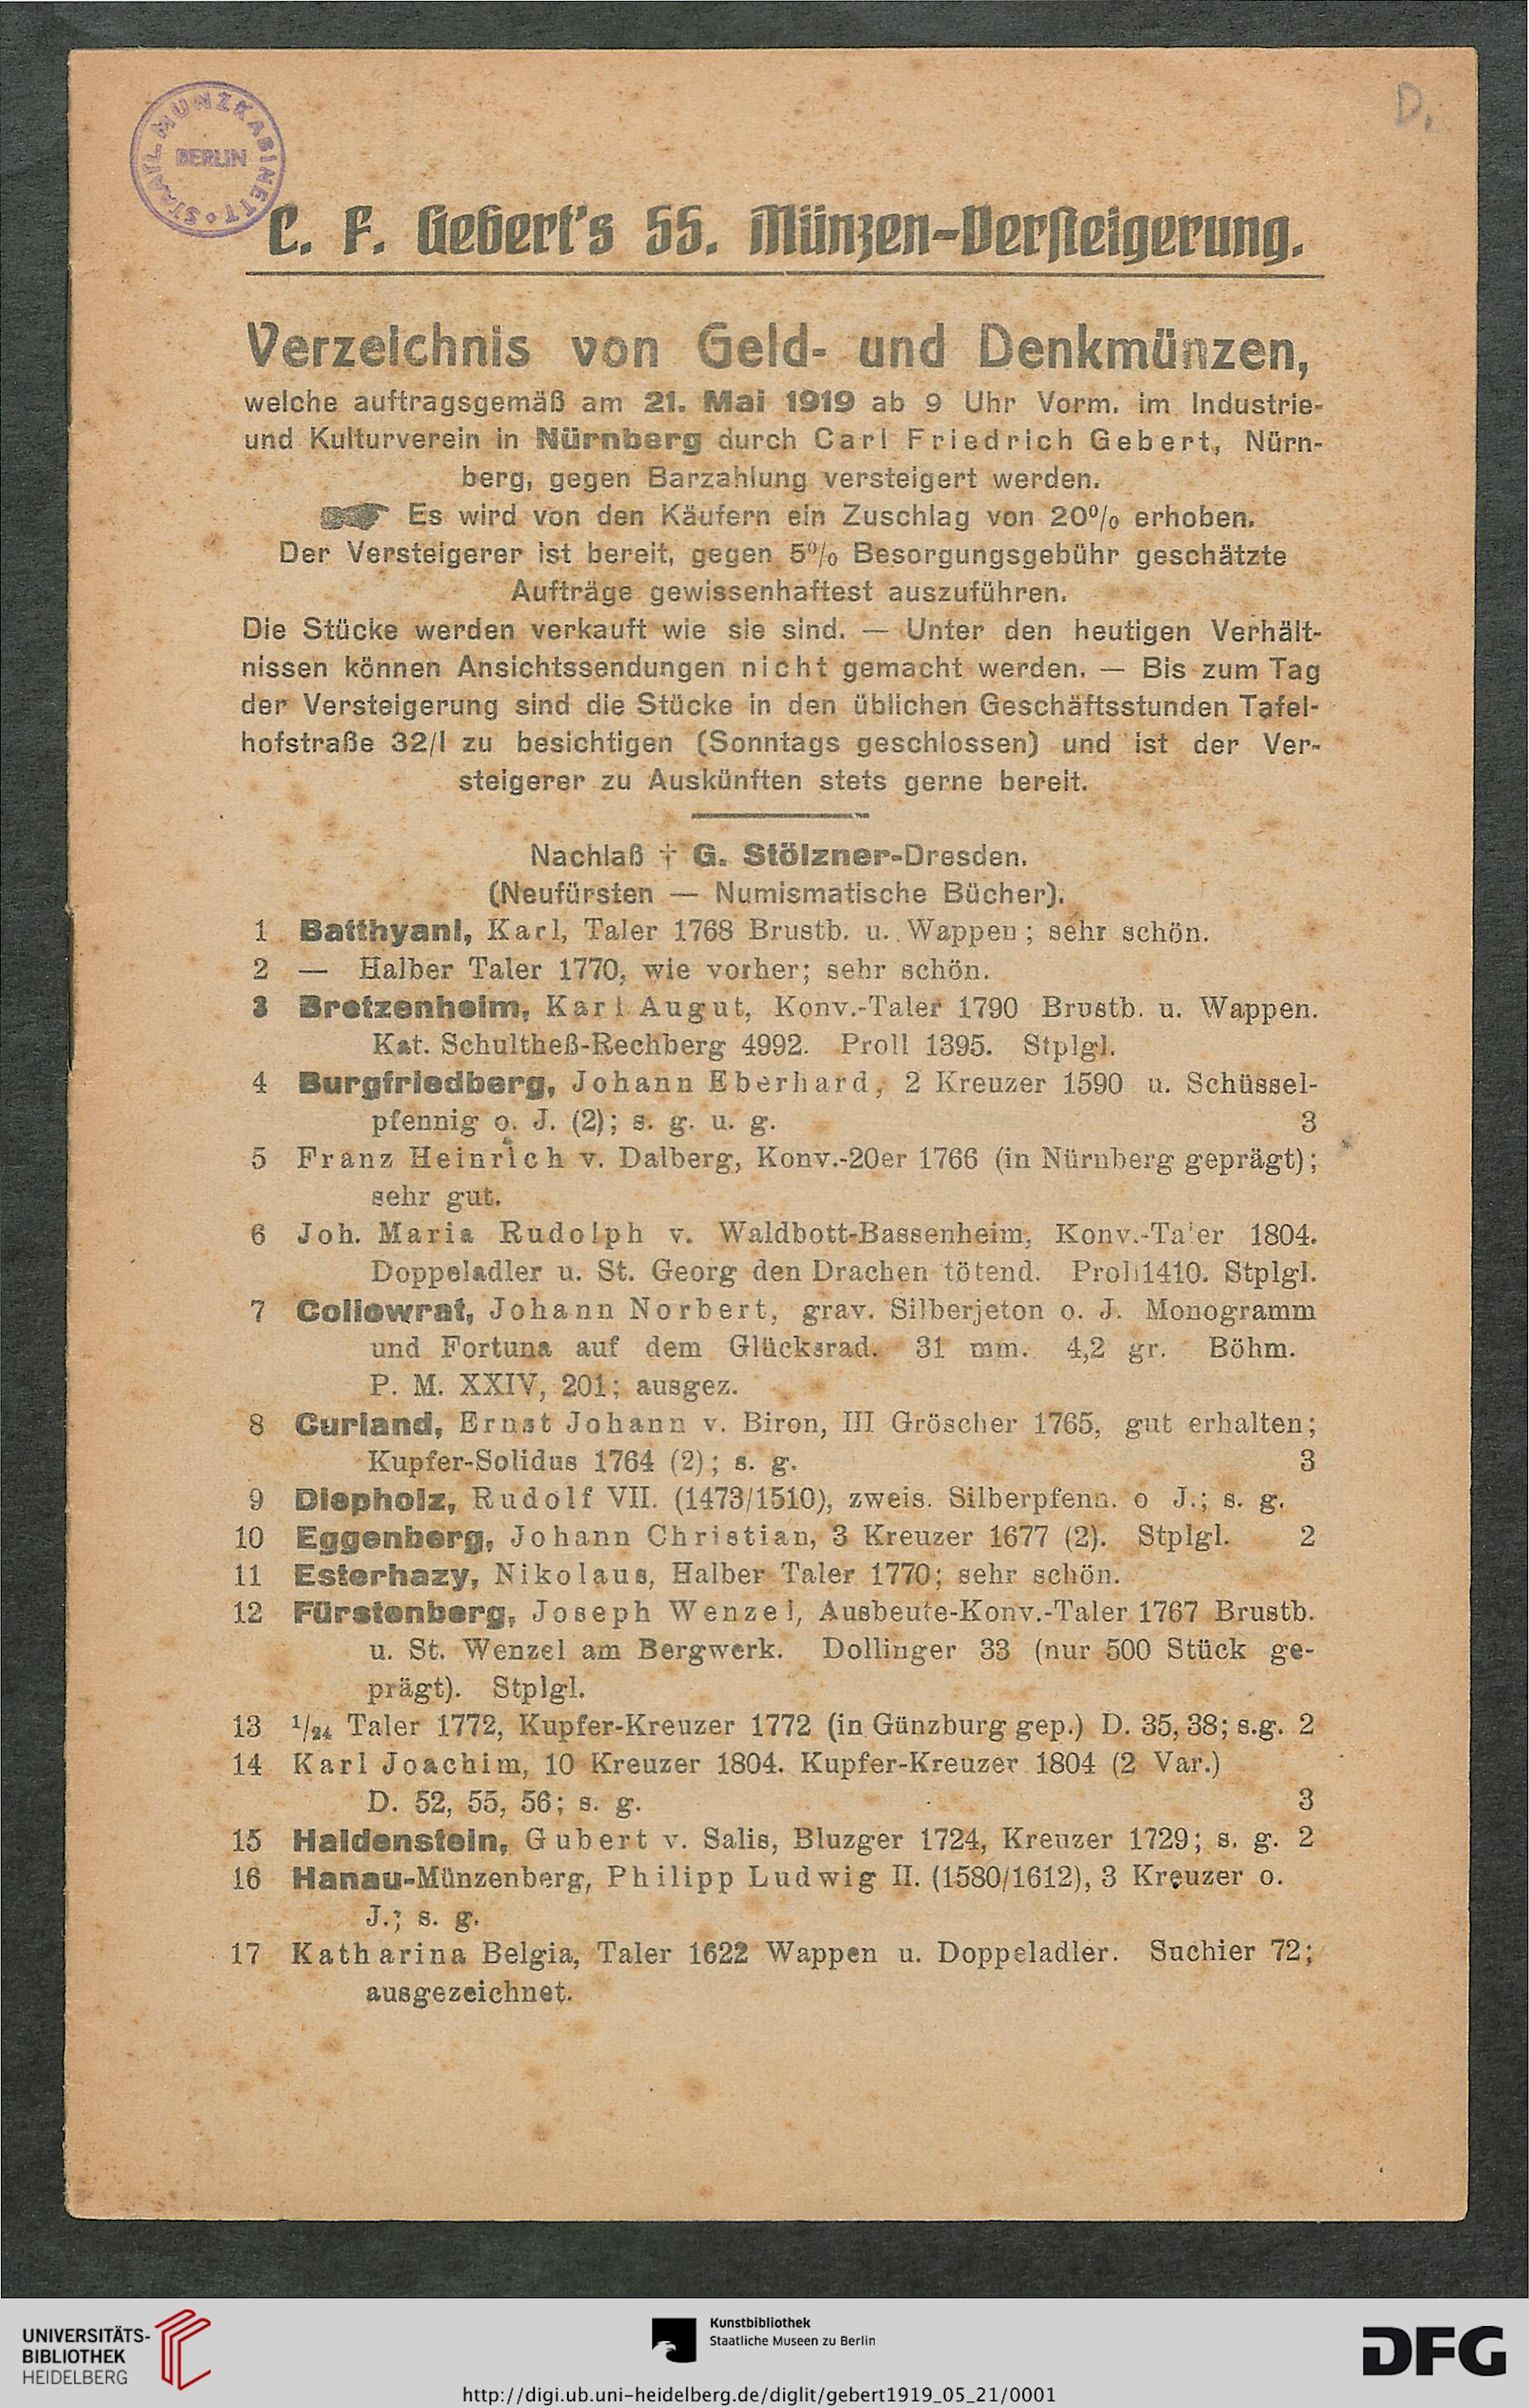 STAATL. MÜNZKABINETT BERLIN
D.
C. F. Gebert's 55. Münzen-Versteigerung.
Verzeichnis von Geld- und Denkmünzen,
welche auftragsgemäß am 21. Mai 1919 ab 9 Uhr Vorm. im Industrie-
und Kulturverein in Nürnberg durch Carl Friedrich Gebert, Nürn-
berg, gegen Barzahlung versteigert werden.
☛ Es wird von den Käufern ein Zuschlag von 20% erhoben.
Der Versteigerer ist bereit, gegen 5% Besorgungsgebühr geschätzte
Aufträge gewissenhaftest auszuführen.
Die Stücke werden verkauft wie sie sind. — Unter den heutigen Verhält-
nissen können Ansichtssendungen nicht gemacht werden. — Bis zum Tag
der Versteigerung sind die Stücke in den üblichen Geschäftsstunden Tafel-
hofstraße 32/I zu besichtigen (Sonntags geschlossen) und ist der Ver-
steigerer zu Auskünften stets gerne bereit.
Nachlaß † G. Stölzner-Dresden.
(Neufürsten — Numismatische Bücher).
1 Batthyani, Karl, Taler 1768 Brustb. u. Wappen; sehr schön.
2 — Halber Taler 1770, wie vorher; sehr schön.
3 Bretzenheim, Karl Augut, Konv.-Taler 1790 Brustb. u. Wappen.
Kat. Schultheß-Rechberg 4992. Proll 1395. Stplgl.
4 Burgfriedberg, Johann Eberhard, 2 Kreuzer 1590 u. Schüssel-
pfennig o. J. (2); s. g. u. g. 3
5 Franz Heinrich v. Dalberg, Konv.-20er 1766 (in Nürnberg geprägt);
sehr gut.
6 Joh. Maria Rudolph v. Waldbott-Bassenheim, Konv.-Taler 1804.
Doppeladler u. St. Georg den Drachen tötend. Proll1410. Stplgl.
7 Collowrat, Johann Norbert, grav. Silberjeton o. J. Monogramm
und Fortuna auf dem Glücksrad. 31 mm. 4,2 gr. Böhm.
P. M. XXIV, 201; ausgez.
8 Curland, Ernst Johann v. Biron, III Gröscher 1765, gut erhalten;
Kupfer-Solidus 1764 (2); s. g. 3
9 Diepholz, Rudolf VII. (1473/1510), zweis. Silberpfenn. o J.; s. g.
10 Eggenberg, Johann Christian, 3 Kreuzer 1677 (2). Stplgl. 2
11 Esterhazy, Nikolaus, Halber Taler 1770; sehr schön.
12 Fürstenberg, Joseph Wenzel, Ausbeute-Konv.-Taler 1767 Brustb.
u. St. Wenzel am Bergwerk. Dollinger 33 (nur 500 Stück ge-
prägt). Stplgl.
13 1/24 Taler 1772, Kupfer-Kreuzer 1772 (in Günzburg gep.) D. 35, 38; s.g. 2
14 Karl Joachim, 10 Kreuzer 1804. Kupfer-Kreuzer 1804 (2 Var.)
D. 52, 55, 56; s. g. 3
15 Haldenstein, Gubert v. Salis, Bluzger 1724, Kreuzer 1729; s. g. 2
16 Hanau-Münzenberg, Philipp Ludwig II. (1580/1612), 3 Kreuzer o.
J.; s. g.
17 Katharina Belgia, Taler 1622 Wappen u. Doppeladler. Suchier 72;
ausgezeichnet.
UNIVERSITÄTS-
BIBLIOTHEK
HEIDELBERG
Kunstbibliothek
Staatliche Museen zu Berlin
DFG
http://digi.ub.uni-heidelberg.de/diglit/gebert1919_05_21/0001